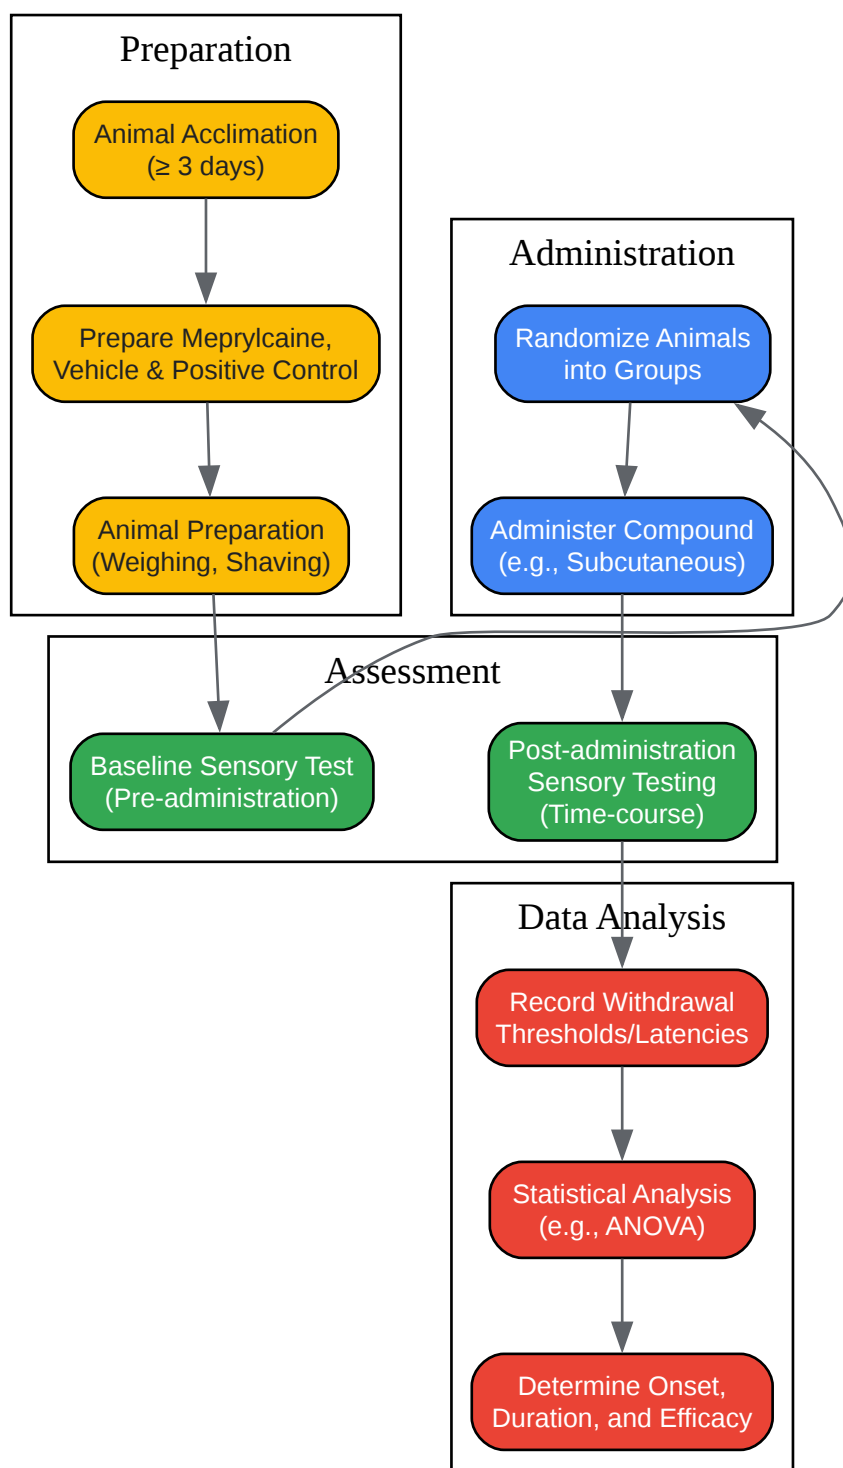 Preparation
Animal Acclimation
(≥ 3 days)
Prepare Meprylcaine,
Vehicle & Positive Control
Animal Preparation
(Weighing, Shaving)
Administration
Randomize Animals
into Groups
Administer Compound
(e.g., Subcutaneous)
Assessment
Baseline Sensory Test
(Pre-administration)
Post-administration
Sensory Testing
(Time-course)
Data Analysis
Record Withdrawal
Thresholds/Latencies
Statistical Analysis
(e.g., ANOVA)
Determine Onset,
Duration, and Efficacy